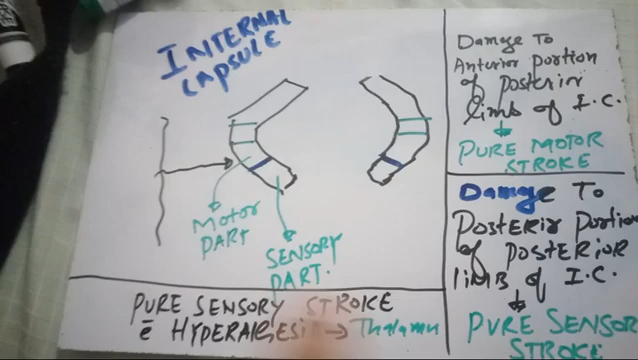 INTERNAL
CAPSULE
MOTOR
PART
SENSORY
PART.
PURE SENSORY STROKE
ē HYPERALGESIA → Thalamus
Damage To
Anterior portion
of posterior
limb of I.C.
PURE MOTOR
STROKE
Damage To
Posterior Portion
of POSTERIOR
limb of I.C.
PURE SENSOR
STROKE